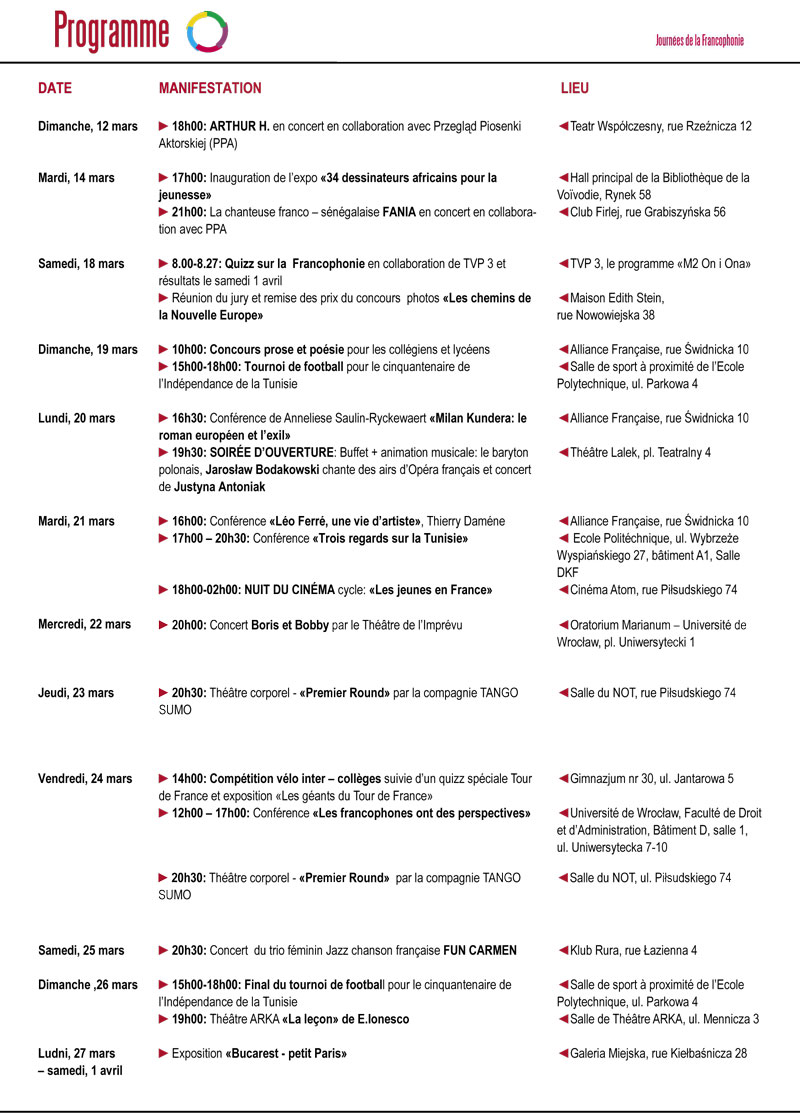 Programme
Journées de la Francophonie
DATE MANIFESTATION LIEU
Dimanche, 12 mars ►18h00: ARTHUR H. en concert en collaboration avec Przegląd Piosenki ◄Teatr Współczesny, rue Rzeźnicza 12
Aktorskiej (PPA)
Mardi, 14 mars ►17h00: Inauguration de l'expo «34 dessinateurs africains pour la ◄Hall principal de la Bibliothèque de la
jeunesse» Voïvodie, Rynek 58
►21h00: La chanteuse franco – sénégalaise FANIA en concert en collabora- ◄Club Firlej, rue Grabiszyńska 56
tion avec PPA
Samedi, 18 mars ►8.00-8.27: Quizz sur la Francophonie en collaboration de TVP 3 et ◄TVP 3, le programme «M2 On i Ona»
résultats le samedi 1 avril
►Réunion du jury et remise des prix du concours photos «Les chemins de ◄Maison Edith Stein,
la Nouvelle Europe» rue Nowowiejska 38
Dimanche, 19 mars ►10h00: Concours prose et poésie pour les collégiens et lycéens ◄Alliance Française, rue Świdnicka 10
►15h00-18h00: Tournoi de football pour le cinquantenaire de ◄Salle de sport à proximité de l'Ecole
l'Indépendance de la Tunisie Polytechnique, ul. Parkowa 4
Lundi, 20 mars ►16h30: Conférence de Anneliese Saulin-Ryckewaert «Milan Kundera: le ◄Alliance Française, rue Świdnicka 10
roman européen et l'exil»
►19h30: SOIRÉE D'OUVERTURE: Buffet + animation musicale: le baryton ◄Théâtre Lalek, pl. Teatralny 4
polonais, Jarosław Bodakowski chante des airs d'Opéra français et concert
de Justyna Antoniak
Mardi, 21 mars ►16h00: Conférence «Léo Ferré, une vie d'artiste», Thierry Daméne ◄Alliance Française, rue Świdnicka 10
►17h00 – 20h30: Conférence «Trois regards sur la Tunisie» ◄ Ecole Politéchnique, ul. Wybrzeże
Wyspiańskiego 27, bâtiment A1, Salle
DKF
►18h00-02h00: NUIT DU CINÉMA cycle: «Les jeunes en France» ◄Cinéma Atom, rue Piłsudskiego 74
Mercredi, 22 mars ►20h00: Concert Boris et Bobby par le Théâtre de l'Imprévu ◄Oratorium Marianum – Université de
Wrocław, pl. Uniwersytecki 1
Jeudi, 23 mars ►20h30: Théâtre corporel - «Premier Round» par la compagnie TANGO ◄Salle du NOT, rue Piłsudskiego 74
SUMO
Vendredi, 24 mars ►14h00: Compétition vélo inter – collèges suivie d'un quizz spéciale Tour ◄Gimnazjum nr 30, ul. Jantarowa 5
de France et exposition «Les géants du Tour de France»
►12h00 – 17h00: Conférence «Les francophones ont des perspectives» ◄Université de Wrocław, Faculté de Droit
et d'Administration, Bâtiment D, salle 1,
ul. Uniwersytecka 7-10
►20h30: Théâtre corporel - «Premier Round» par la compagnie TANGO ◄Salle du NOT, ul. Piłsudskiego 74
SUMO
Samedi, 25 mars ►20h30: Concert du trio féminin Jazz chanson française FUN CARMEN ◄Klub Rura, rue Łazienna 4
Dimanche ,26 mars ►15h00-18h00: Final du tournoi de football pour le cinquantenaire de ◄Salle de sport à proximité de l'Ecole
l'Indépendance de la Tunisie Polytechnique, ul. Parkowa 4
►19h00: Théâtre ARKA «La leçon» de E.Ionesco ◄Salle de Théâtre ARKA, ul. Mennicza 3
Ludni, 27 mars ►Exposition «Bucarest - petit Paris» ◄Galeria Miejska, rue Kiełbaśnicza 28
– samedi, 1 avril